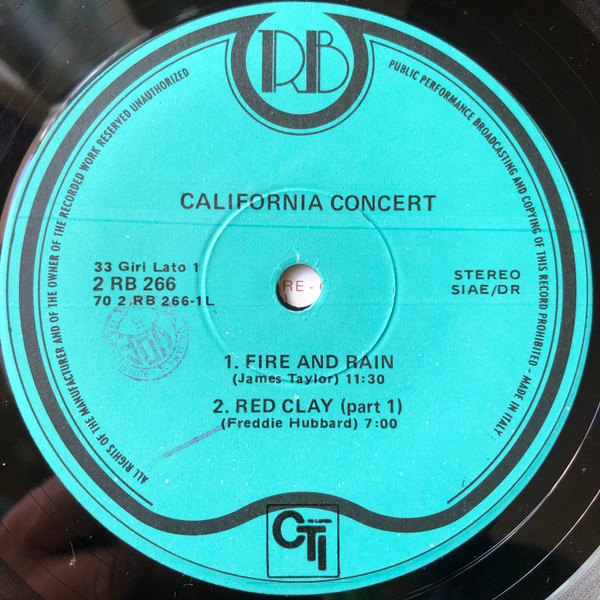 RB
ALL RIGHTS OF THE MANUFACTURER AND OF THE OWNER OF THE RECORDED WORK RESERVED UNAUTHORIZED
PUBLIC PERFORMANCE BROADCASTING AND COPYING OF THIS RECORD PROHIBITED - MADE IN ITALY
CALIFORNIA CONCERT
33 Giri Lato 1
2 RB 266
70 2 RB 266-1L
STEREO
SIAE/DR
RE -
1. FIRE AND RAIN
(James Taylor) 11:30
2. RED CLAY (part 1)
(Freddie Hubbard) 7:00
CTI